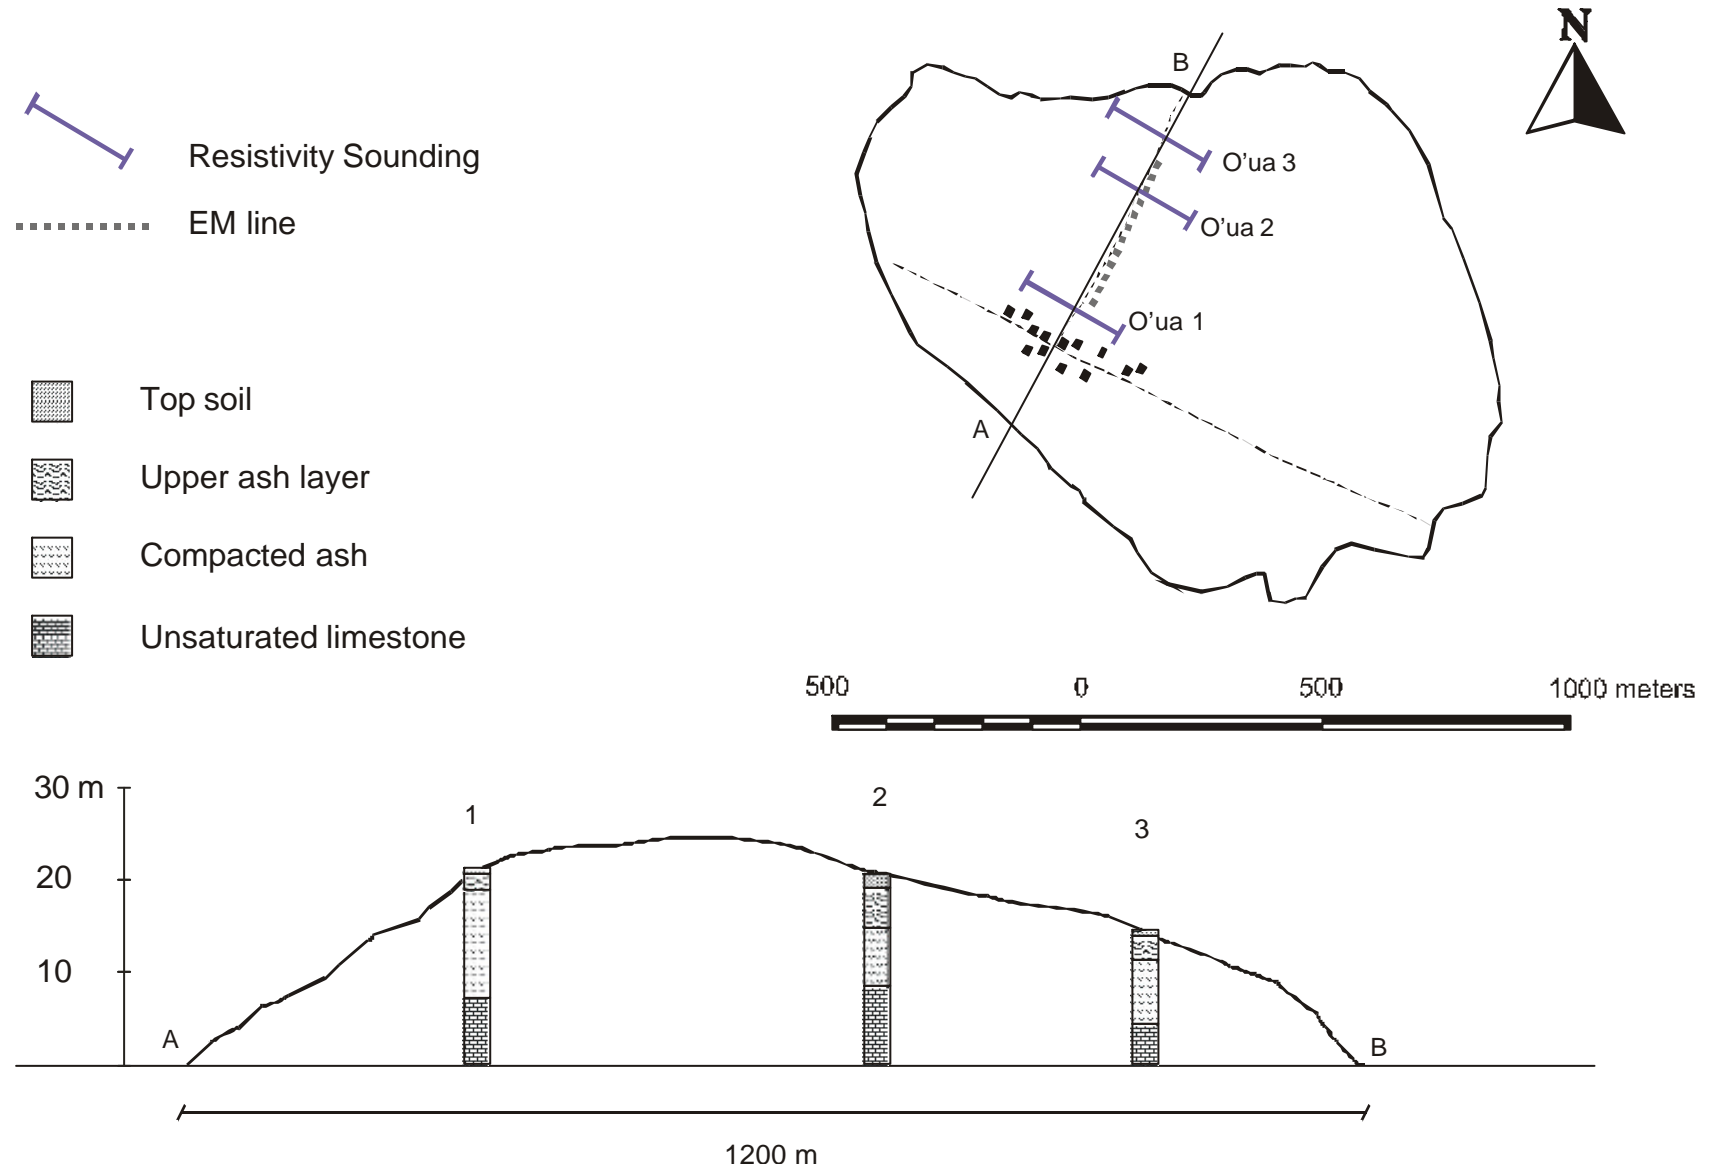 N
B
Resistivity Sounding
O'ua 3
EM line
O'ua 2
O'ua 1
Top soil
A
Upper ash layer
Compacted ash
Unsaturated limestone
500 0 500 1000 meters
30 m
1
2
3
20
10
A
B
1200 m